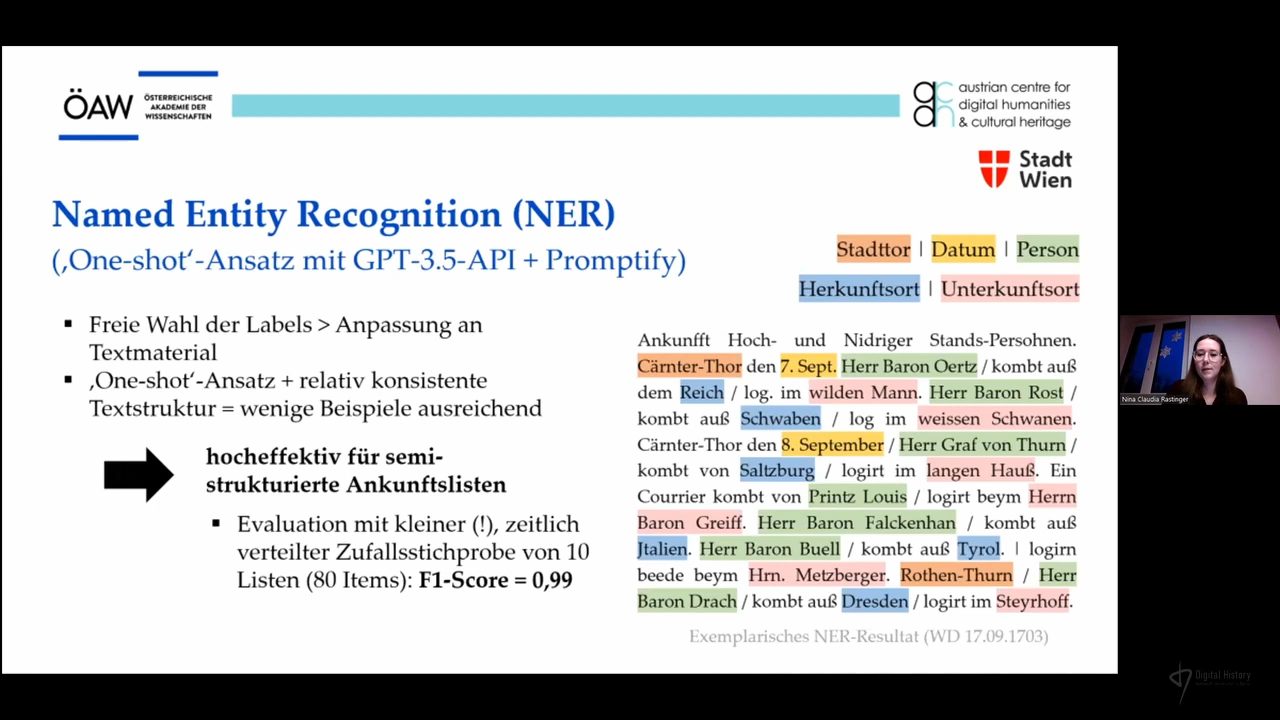 ÖAW
ÖSTERREICHISCHE
AKADEMIE DER
WISSENSCHAFTEN
austrian centre for
digital humanities
& cultural heritage
Stadt
Wien
Named Entity Recognition (NER)
(‚One-shot‘-Ansatz mit GPT-3.5-API + Promptify)
▪ Freie Wahl der Labels > Anpassung an
Textmaterial
▪ ‚One-shot‘-Ansatz + relativ konsistente
Textstruktur = wenige Beispiele ausreichend
hocheffektiv für semi-
strukturierte Ankunftslisten
▪ Evaluation mit kleiner (!), zeitlich
verteilter Zufallsstichprobe von 10
Listen (80 Items): F1-Score = 0,99
Stadttor | Datum | Person
Herkunftsort | Unterkunftsort
Ankunfft Hoch- und Nidriger Stands-Persohnen.
Cärnter-Thor den 7. Sept. Herr Baron Oertz / kombt auß
dem Reich / log. im wilden Mann. Herr Baron Rost /
kombt auß Schwaben / log im weissen Schwanen.
Cärnter-Thor den 8. September / Herr Graf von Thurn /
kombt von Saltzburg / logirt im langen Hauß. Ein
Courrier kombt von Printz Louis / logirt beym Herrn
Baron Greiff. Herr Baron Falckenhan / kombt auß
Jtalien. Herr Baron Buell / kombt auß Tyrol. | logirn
beede beym Hrn. Metzberger. Rothen-Thurn / Herr
Baron Drach / kombt auß Dresden / logirt im Steyrhoff.
Exemplarisches NER-Resultat (WD 17.09.1703)
Nina Claudia Rastinger
Digital History